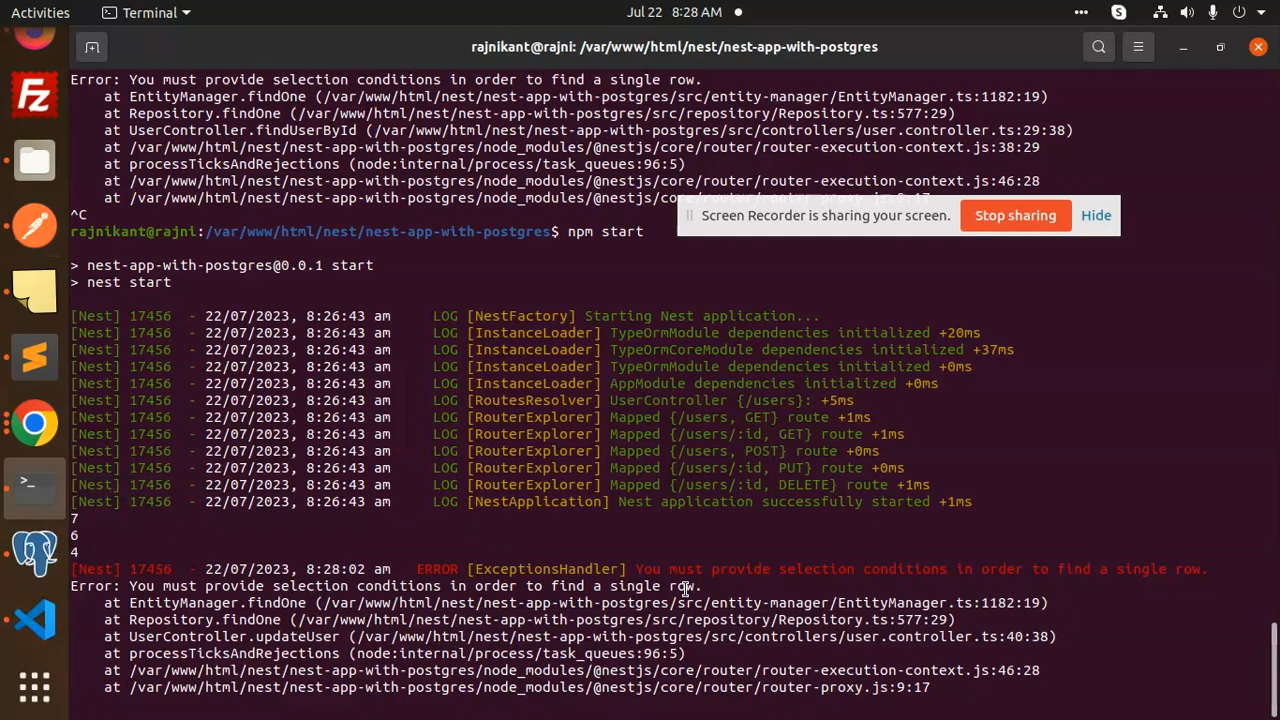 Activities
Terminal
Jul 22 8:28 AM
rajnikant@rajni: /var/www/html/nest/nest-app-with-postgres
Error: You must provide selection conditions in order to find a single row.
at EntityManager.findOne (/var/www/html/nest/nest-app-with-postgres/src/entity-manager/EntityManager.ts:1182:19)
at Repository.findOne (/var/www/html/nest/nest-app-with-postgres/src/repository/Repository.ts:577:29)
at UserController.findUserById (/var/www/html/nest/nest-app-with-postgres/src/controllers/user.controller.ts:29:38)
at /var/www/html/nest/nest-app-with-postgres/node_modules/@nestjs/core/router/router-execution-context.js:38:29
at processTicksAndRejections (node:internal/process/task_queues:96:5)
at /var/www/html/nest/nest-app-with-postgres/node_modules/@nestjs/core/router/router-execution-context.js:46:28
at /var/www/html/nest/nest-app-with-postgres/node_modules/@nestjs/core/router/router-proxy.js:9:17
Screen Recorder is sharing your screen.
Stop sharing
Hide
^C
rajnikant@rajni:/var/www/html/nest/nest-app-with-postgres$ npm start
> nest-app-with-postgres@0.0.1 start
> nest start
[Nest] 17456 - 22/07/2023, 8:26:43 am LOG [NestFactory] Starting Nest application...
[Nest] 17456 - 22/07/2023, 8:26:43 am LOG [InstanceLoader] TypeOrmModule dependencies initialized +20ms
[Nest] 17456 - 22/07/2023, 8:26:43 am LOG [InstanceLoader] TypeOrmCoreModule dependencies initialized +37ms
[Nest] 17456 - 22/07/2023, 8:26:43 am LOG [InstanceLoader] TypeOrmModule dependencies initialized +0ms
[Nest] 17456 - 22/07/2023, 8:26:43 am LOG [InstanceLoader] AppModule dependencies initialized +0ms
[Nest] 17456 - 22/07/2023, 8:26:43 am LOG [RoutesResolver] UserController {/users}: +5ms
[Nest] 17456 - 22/07/2023, 8:26:43 am LOG [RouterExplorer] Mapped {/users, GET} route +1ms
[Nest] 17456 - 22/07/2023, 8:26:43 am LOG [RouterExplorer] Mapped {/users/:id, GET} route +1ms
[Nest] 17456 - 22/07/2023, 8:26:43 am LOG [RouterExplorer] Mapped {/users, POST} route +0ms
[Nest] 17456 - 22/07/2023, 8:26:43 am LOG [RouterExplorer] Mapped {/users/:id, PUT} route +0ms
[Nest] 17456 - 22/07/2023, 8:26:43 am LOG [RouterExplorer] Mapped {/users/:id, DELETE} route +1ms
[Nest] 17456 - 22/07/2023, 8:26:43 am LOG [NestApplication] Nest application successfully started +1ms
7
6
4
[Nest] 17456 - 22/07/2023, 8:28:02 am ERROR [ExceptionsHandler] You must provide selection conditions in order to find a single row.
Error: You must provide selection conditions in order to find a single row.
at EntityManager.findOne (/var/www/html/nest/nest-app-with-postgres/src/entity-manager/EntityManager.ts:1182:19)
at Repository.findOne (/var/www/html/nest/nest-app-with-postgres/src/repository/Repository.ts:577:29)
at UserController.updateUser (/var/www/html/nest/nest-app-with-postgres/src/controllers/user.controller.ts:40:38)
at processTicksAndRejections (node:internal/process/task_queues:96:5)
at /var/www/html/nest/nest-app-with-postgres/node_modules/@nestjs/core/router/router-execution-context.js:46:28
at /var/www/html/nest/nest-app-with-postgres/node_modules/@nestjs/core/router/router-proxy.js:9:17